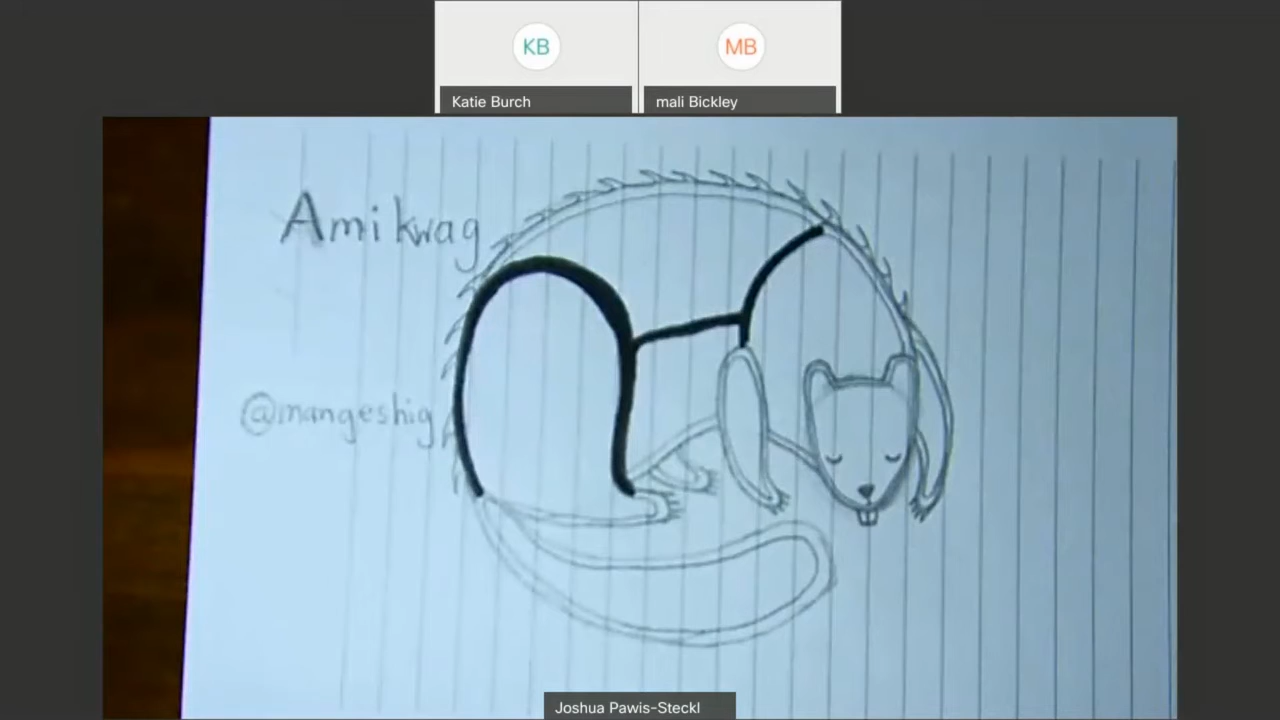 KB
MB
Katie Burch
mali Bickley
Amikwag
@mangeshig
Joshua Pawis-Steckl